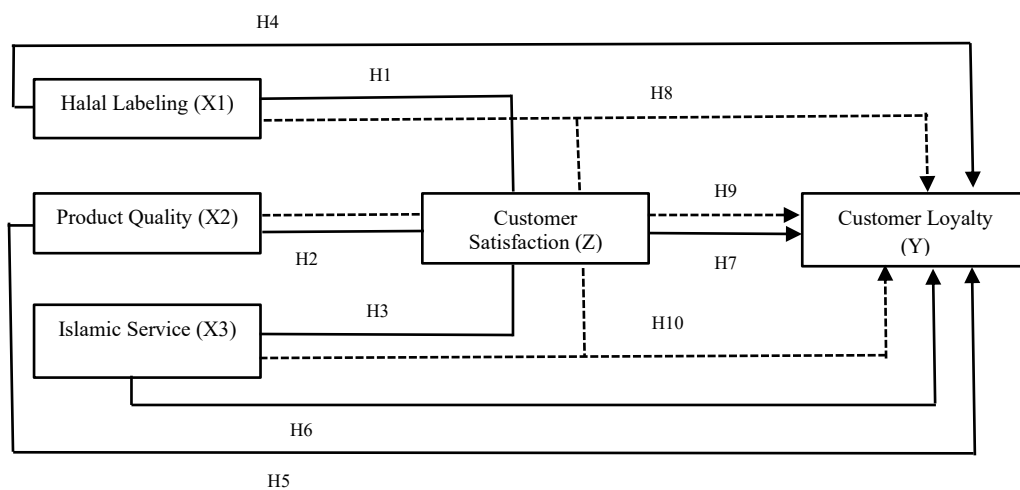 H4
H1
Halal Labeling (X1)
H8
Product Quality (X2)
H2
Customer
Satisfaction (Z)
H9
H7
Customer Loyalty
(Y)
H3
Islamic Service (X3)
H10
H6
H5